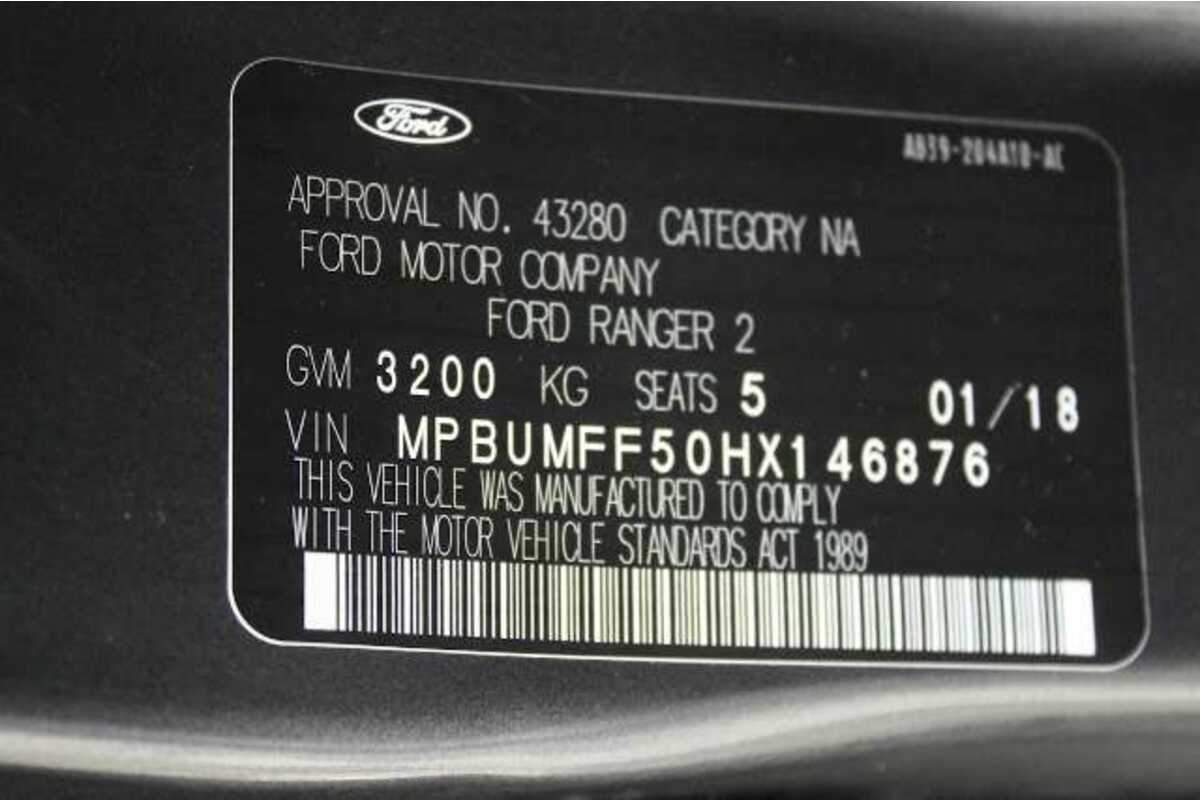 Ford
AB39-204A10-AC
APPROVAL NO. 43280 CATEGORY NA
FORD MOTOR COMPANY
FORD RANGER 2
GVM 3200 KG SEATS 5 01/18
VIN MPBUMFF50HX146876
THIS VEHICLE WAS MANUFACTURED TO COMPLY
WITH THE MOTOR VEHICLE STANDARDS ACT 1989